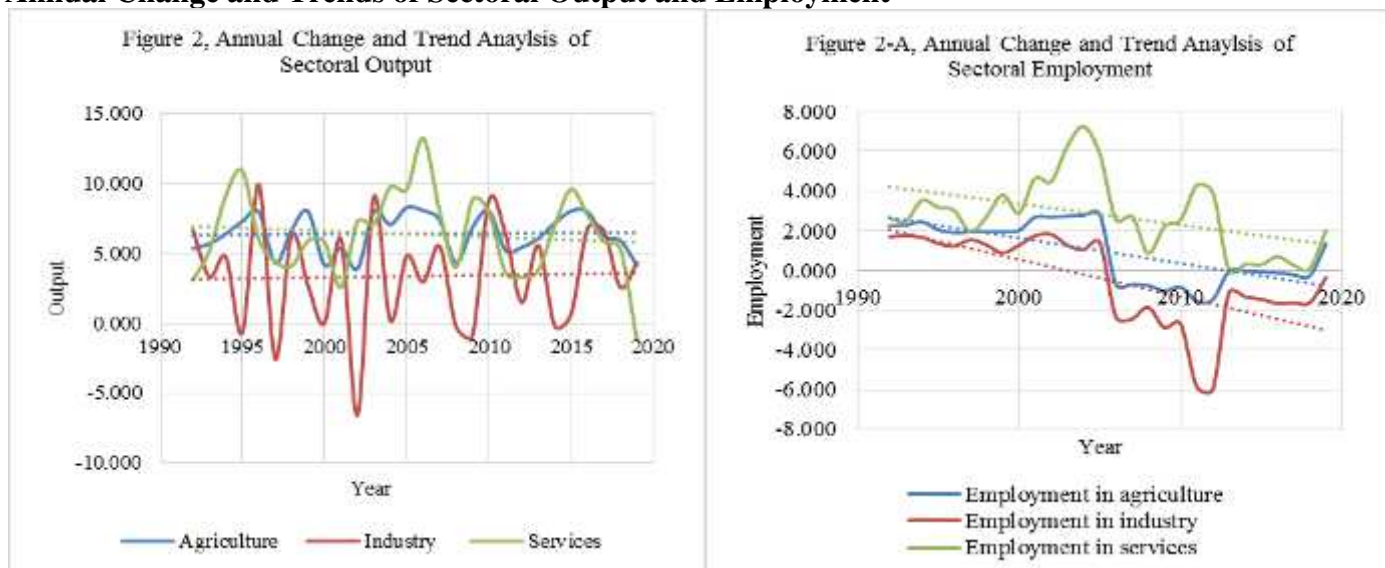 Annual Change and Trends of Sectoral Output and Employment
Figure 2, Annual Change and Trend Anaylsis of
Sectoral Output
15.000
10.000
5.000
0.000
-5.000
-10.000
1990
1995
2000
2005
2010
2015
2020
Output
Year
Agriculture
Industry
Services
Figure 2-A, Annual Change and Trend Anaylsis of
Sectoral Employment
8.000
6.000
4.000
2.000
0.000
-2.000
-4.000
-6.000
-8.000
1990
2000
2010
2020
Employment
Year
Employment in agriculture
Employment in industry
Employment in services